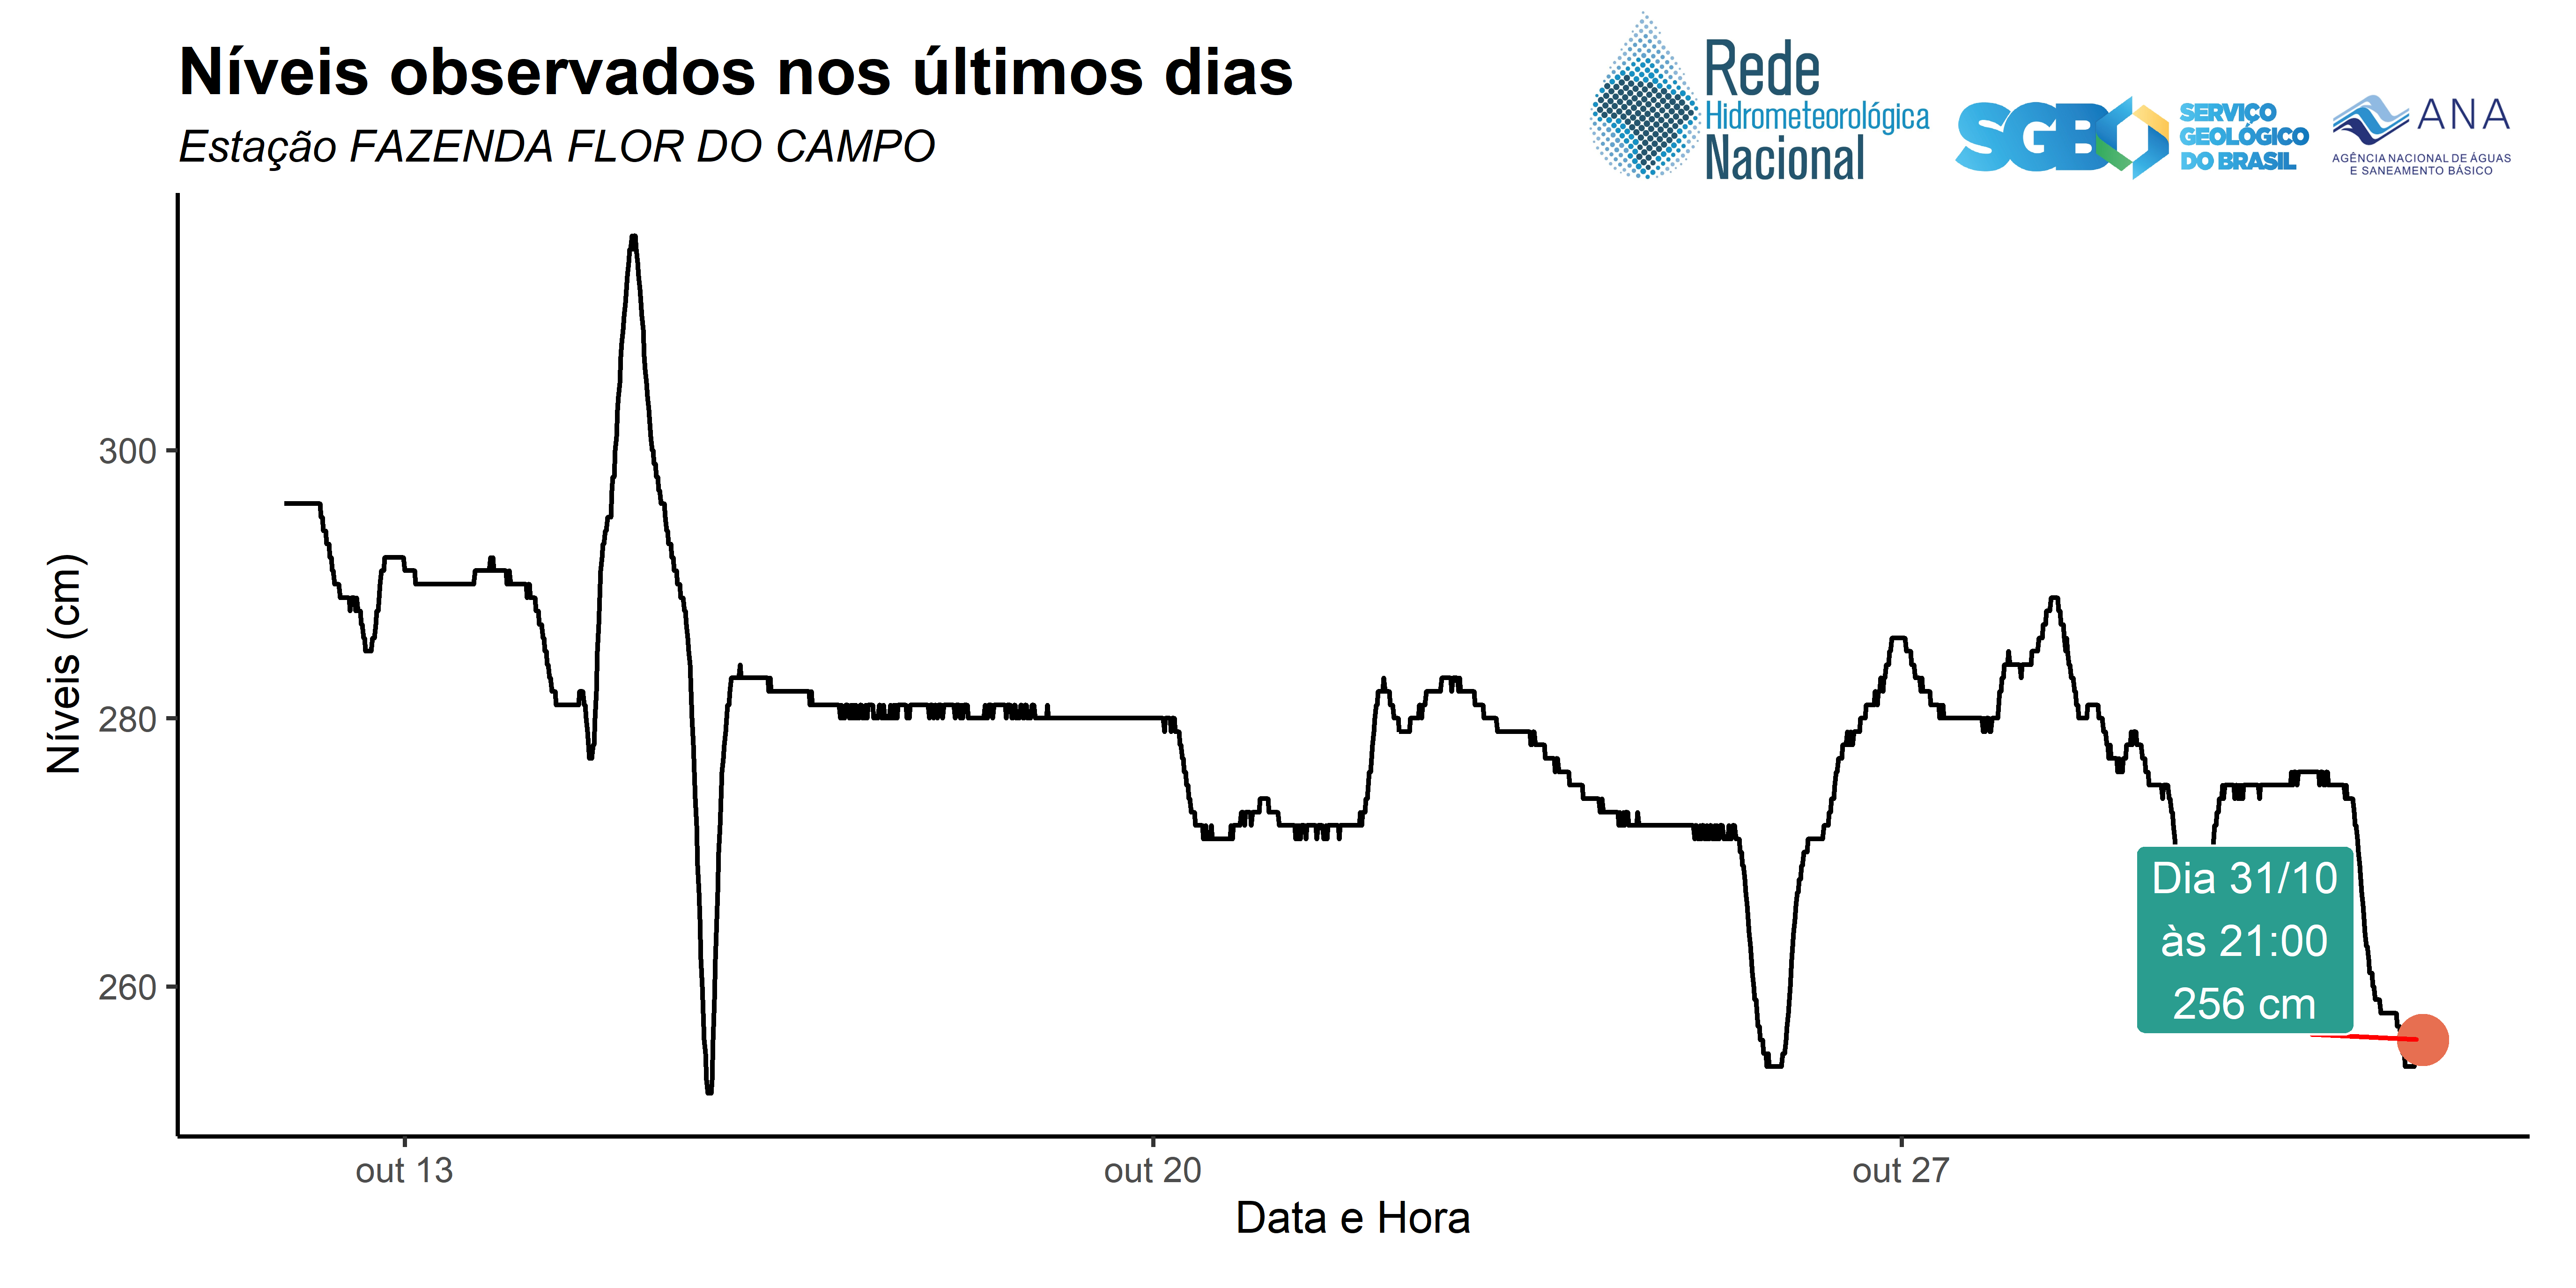 Níveis observados nos últimos dias
Estação FAZENDA FLOR DO CAMPO
Rede
Hidrometeorológica
Nacional
SGB
SERVIÇO
GEOLÓGICO
DO BRASIL
ANA
AGÊNCIA NACIONAL DE ÁGUAS
E SANEAMENTO BÁSICO
Níveis (cm)
300
280
260
Dia 31/10
às 21:00
256 cm
out 13
out 20
out 27
Data e Hora